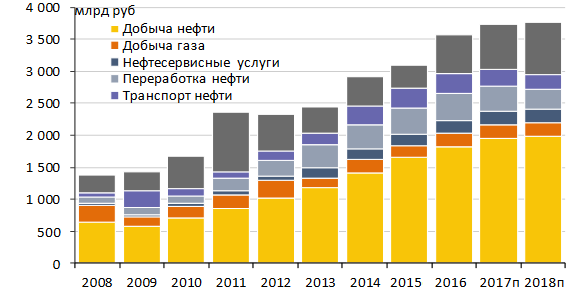 млрд руб
4 000
3 500
3 000
2 500
2 000
1 500
1 000
500
0
Добыча нефти
Добыча газа
Нефтесервисные услуги
Переработка нефти
Транспорт нефти
2008 2009 2010 2011 2012 2013 2014 2015 2016 2017п 2018п